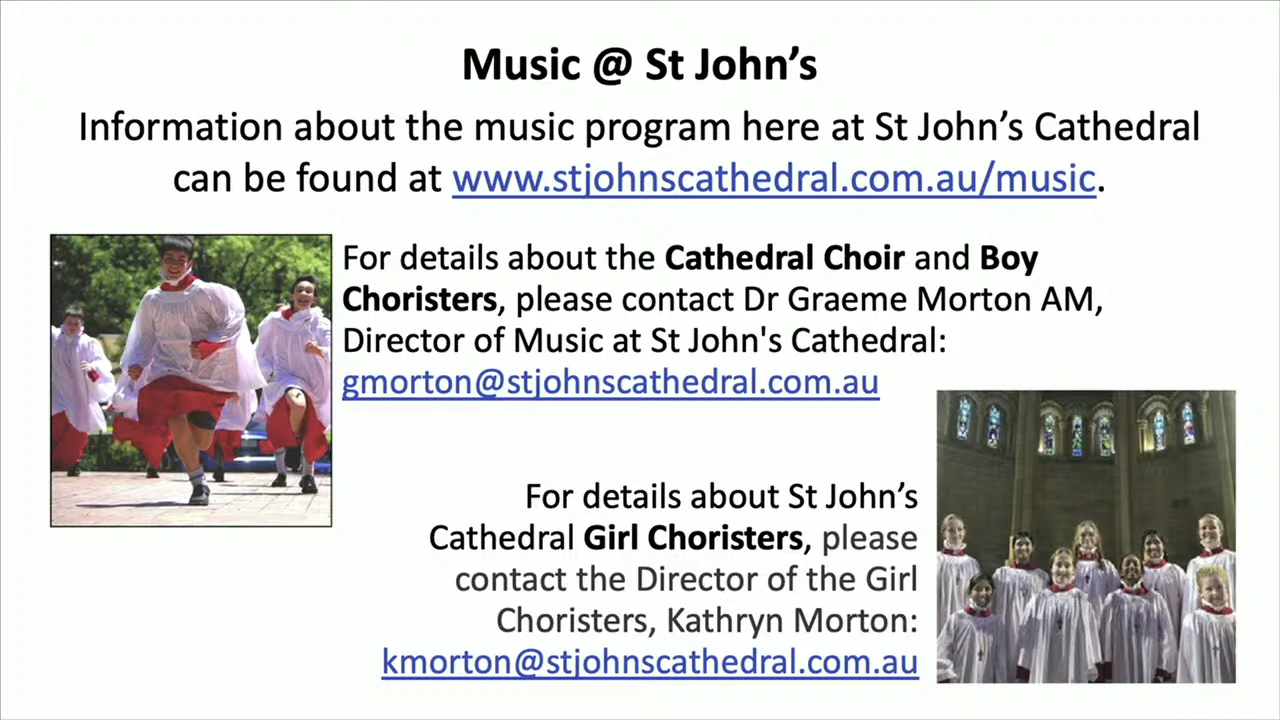 Music @ St John’s
Information about the music program here at St John’s Cathedral
can be found at www.stjohnscathedral.com.au/music.
For details about the Cathedral Choir and Boy
Choristers, please contact Dr Graeme Morton AM,
Director of Music at St John's Cathedral:
gmorton@stjohnscathedral.com.au
For details about St John’s
Cathedral Girl Choristers, please
contact the Director of the Girl
Choristers, Kathryn Morton:
kmorton@stjohnscathedral.com.au